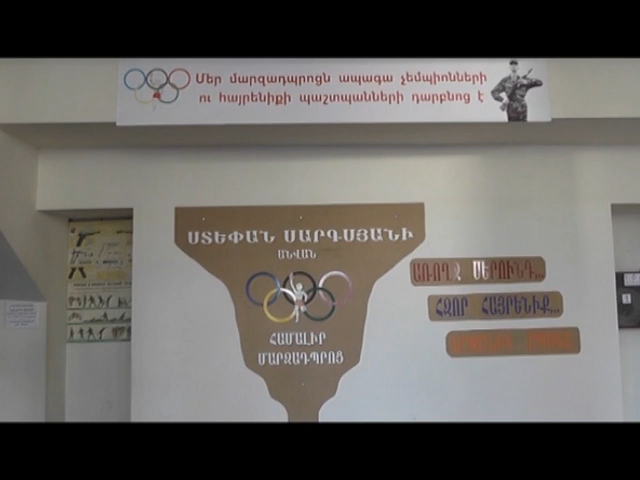 Մեր մարզադպրոցն ապագա չեմպիոնների
ու հայրենիքի պաշտպանների դարբնոց է
ՍՏԵՓԱՆ ՍԱՐԳՍՅԱՆԻ
ԱՆՎԱՆ
ՀԱՄԱԼԻՐ
ՄԱՐԶԱԴՊՐՈՑ
ԱՌՈՂՋ ՍԵՐՈՒՆԴ...
ՀԶՈՐ ՀԱՅՐԵՆԻՔ...